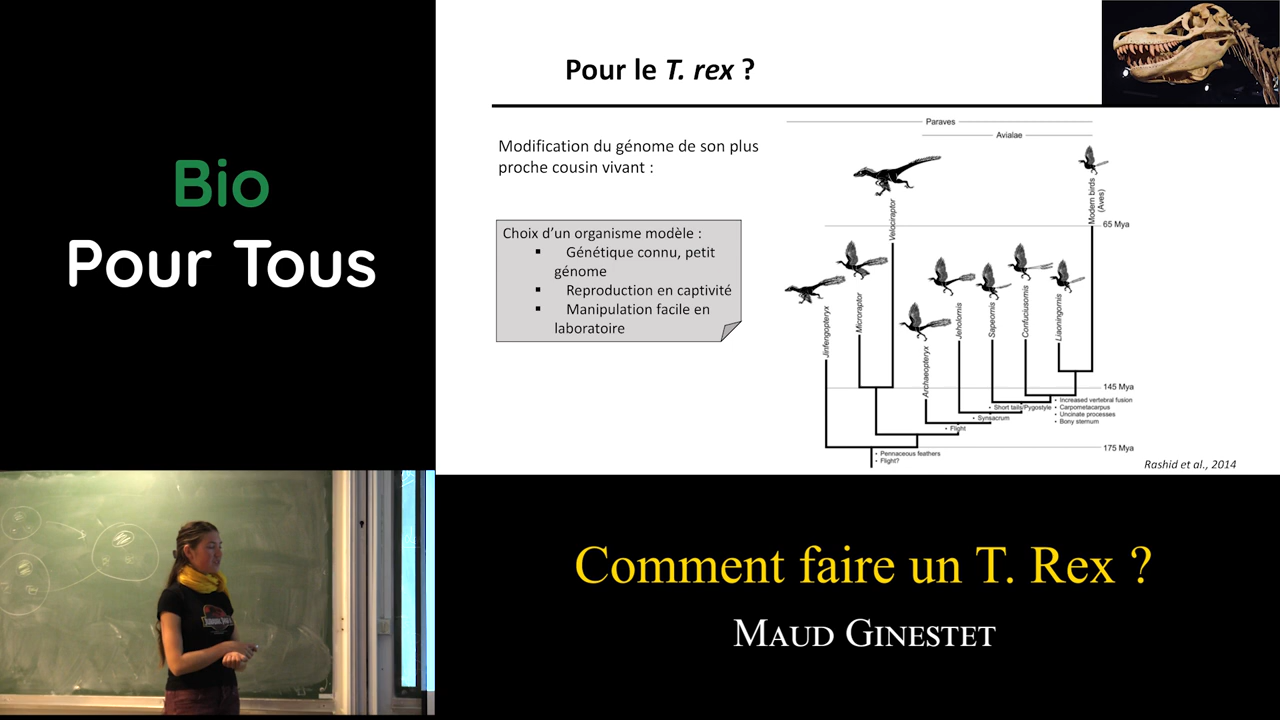 Bio
Pour Tous
Pour le T. rex ?
Modification du génome de son plus
proche cousin vivant :
Choix d'un organisme modèle :
▪ Génétique connu, petit
génome
▪ Reproduction en captivité
▪ Manipulation facile en
laboratoire
Paraves
Avialae
Modern birds
(Aves)
65 Mya
Velociraptor
Jinfengopteryx
Microraptor
Archaeopteryx
Jeholornis
Sapeornis
Confuciusornis
Liaoningornis
145 Mya
• Increased vertebral fusion
• Carpometacarpus
• Uncinate processes
• Bony sternum
• Short tails/Pygostyle
• Synsacrum
• Flight
175 Mya
• Pennaceous feathers
• Flight?
Rashid et al., 2014
Comment faire un T. Rex ?
Maud Ginestet